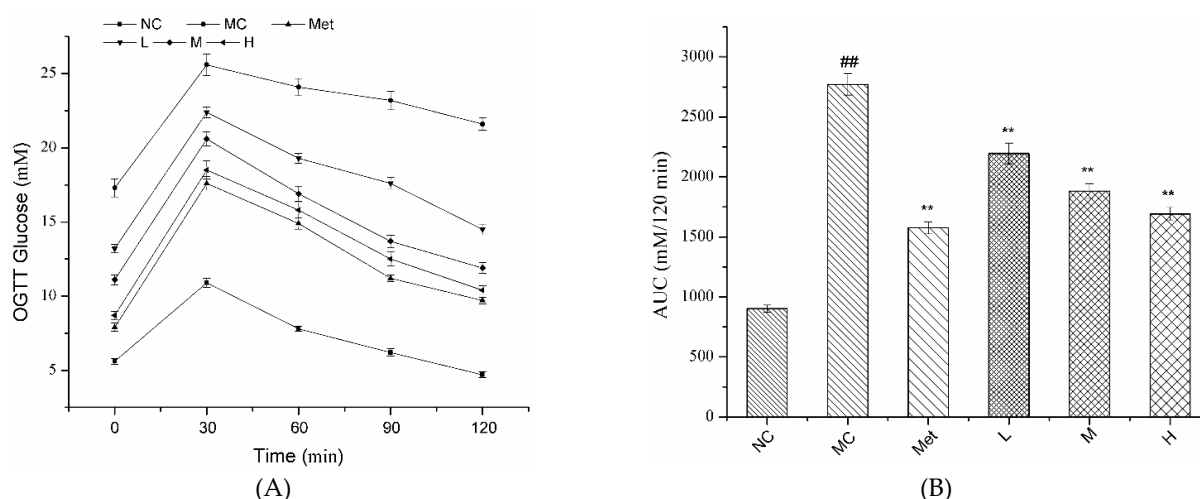 NC MC Met
L M H
25
20
15
10
5
OGTT Glucose (mM)
0 30 60 90 120
Time (min)
(A)
3000
2500
2000
1500
1000
500
0
AUC (mM/120 min)
##
**
**
**
**
NC MC Met L M H
(B)